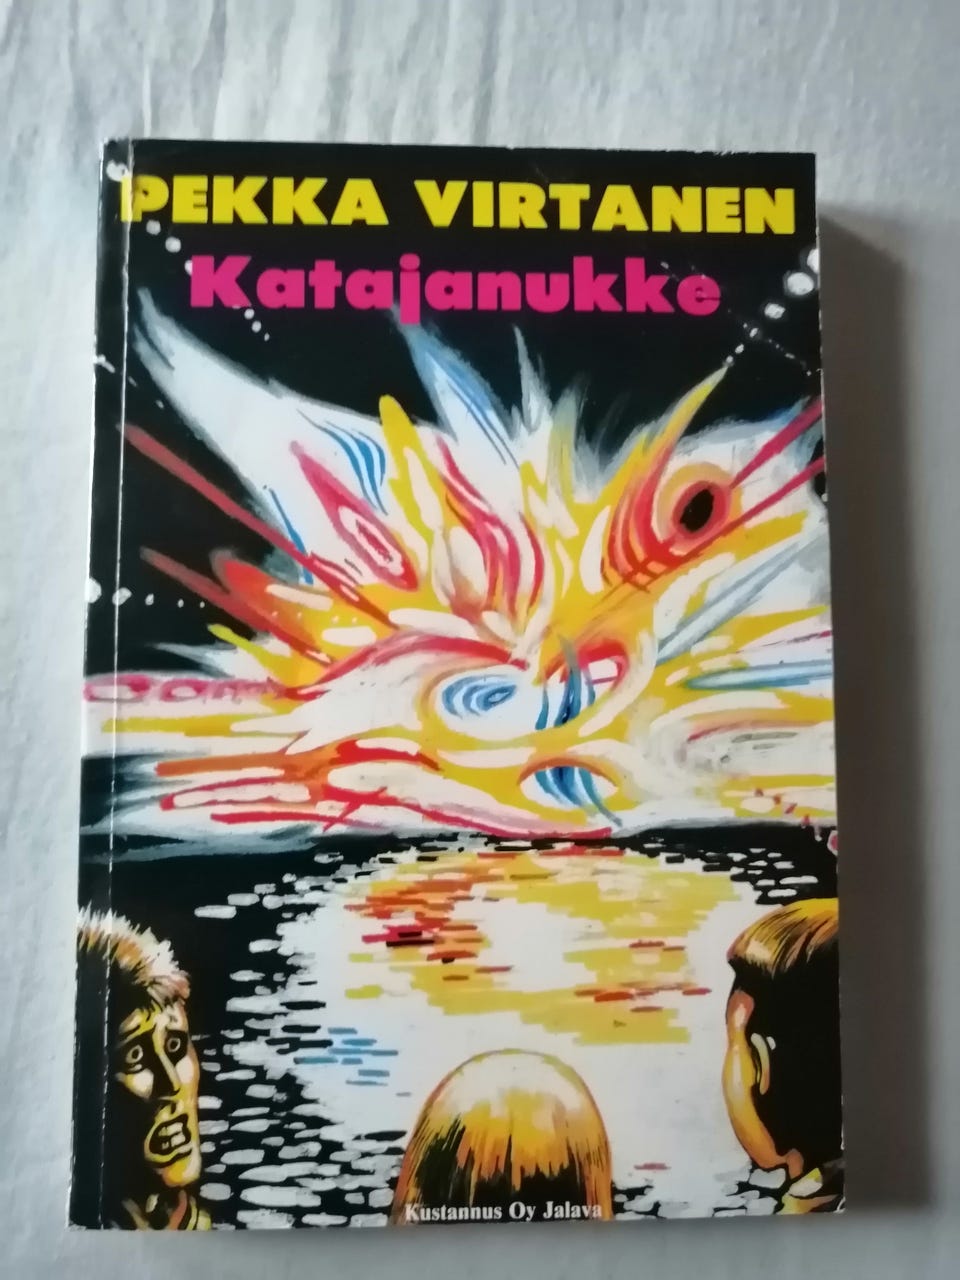 PEKKA VIRTANEN
Katajanukke
Kustannus Oy Jalava